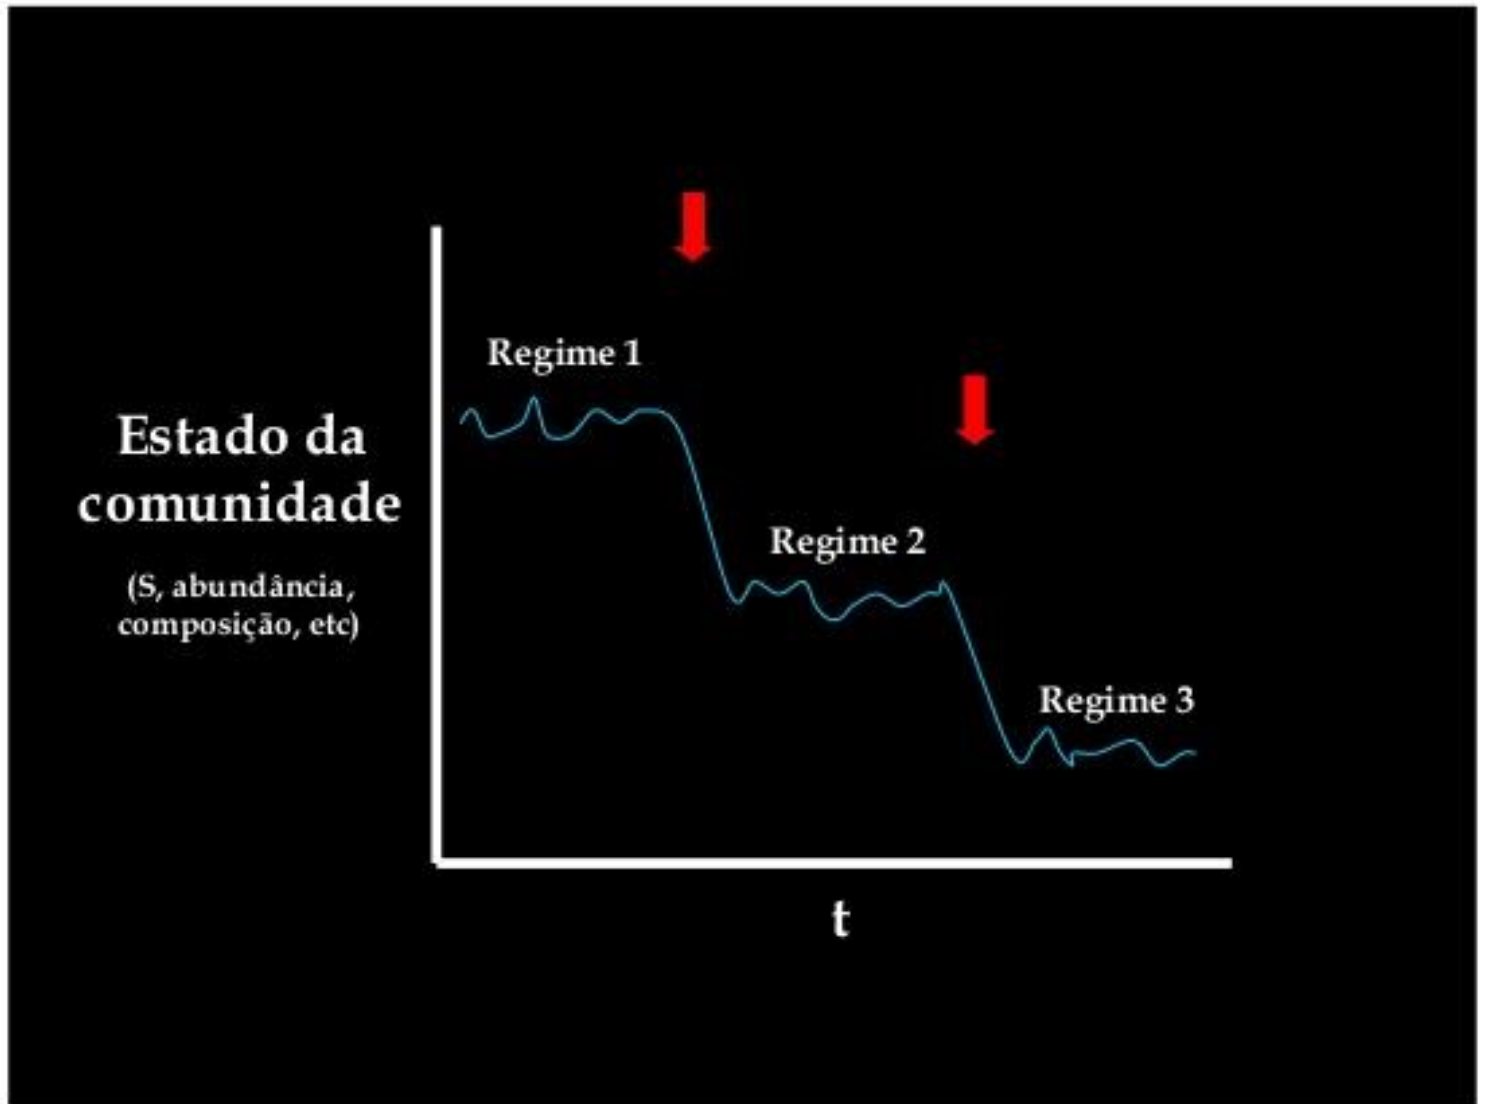 Regime 1
Estado da
comunidade
(S, abundância,
composição, etc)
Regime 2
Regime 3
t